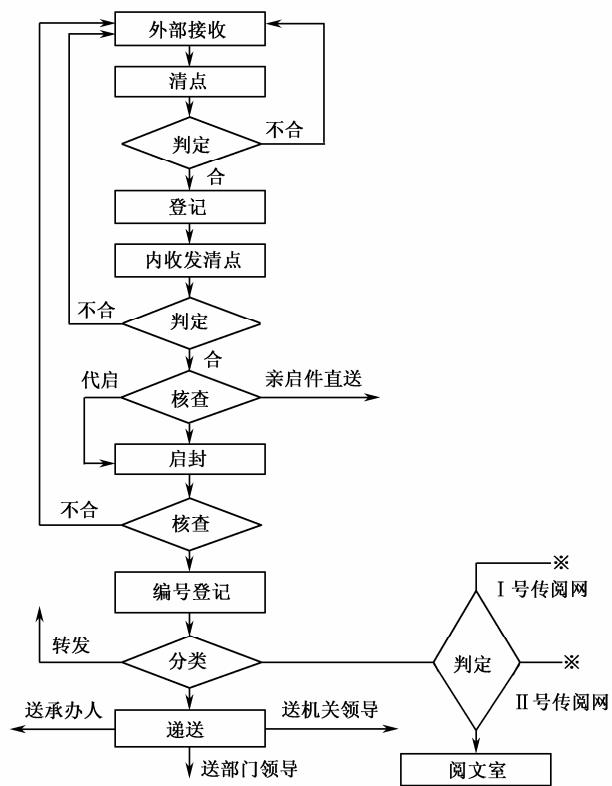 外部接收
清点
判定
不合
合
登记
内收发清点
不合
判定
合
代启
核查
亲启件直送
启封
不合
核查
编号登记
※
Ⅰ号传阅网
转发
分类
判定
※
Ⅱ号传阅网
送承办人
递送
送机关领导
送部门领导
阅文室